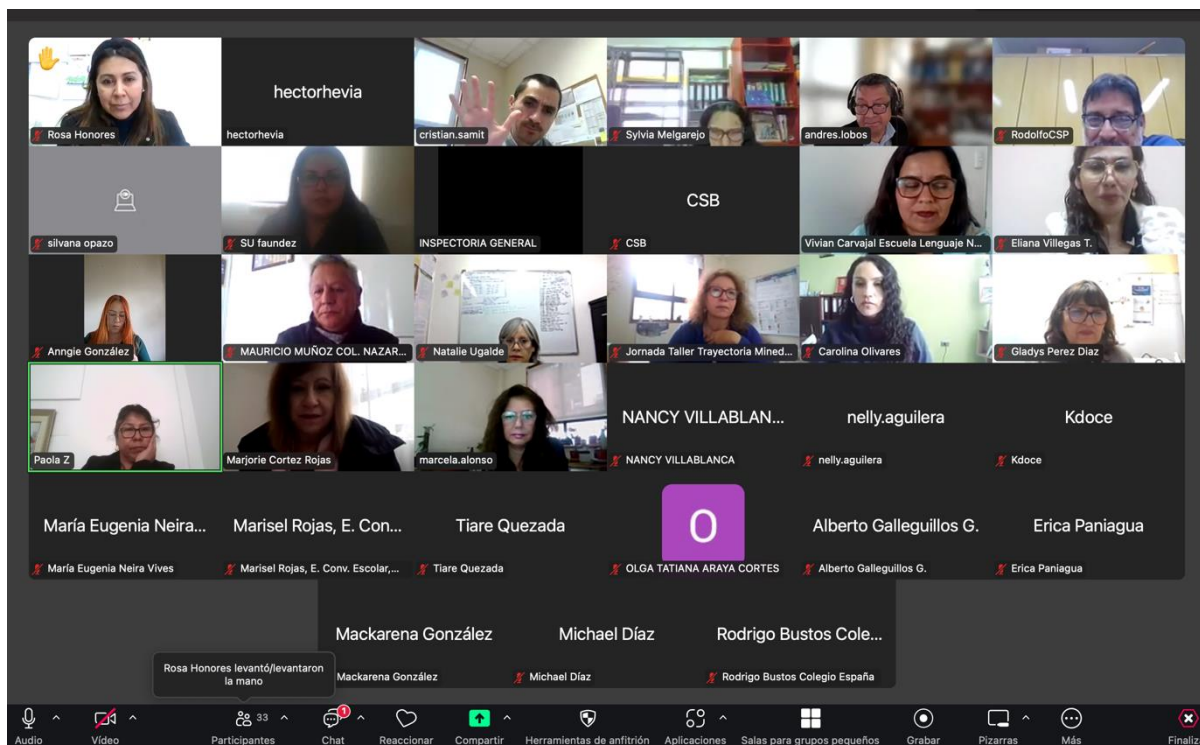 Rosa Honores
hectorhevia
hectorhevia
cristian.samit
Sylvia Melgarejo
andres.lobos
RodolfoCSP
silvana opazo
SU faundez
INSPECTORIA GENERAL
CSB
CSB
Vivian Carvajal Escuela Lenguaje N...
Eliana Villegas T.
Anngie González
MAURICIO MUÑOZ COL. NAZAR...
Natalie Ugalde
Jornada Taller Trayectoria Mined...
Carolina Olivares
Gladys Perez Diaz
Paola Z
Marjorie Cortez Rojas
marcela.alonso
NANCY VILLABLAN...
NANCY VILLABLANCA
nelly.aguilera
nelly.aguilera
Kdoce
Kdoce
María Eugenia Neira...
María Eugenia Neira Vives
Marisel Rojas, E. Con...
Marisel Rojas, E. Conv. Escolar,...
Tiare Quezada
Tiare Quezada
O
OLGA TATIANA ARAYA CORTES
Alberto Galleguillos G.
Alberto Galleguillos G.
Erica Paniagua
Erica Paniagua
Mackarena González
Mackarena González
Michael Díaz
Michael Díaz
Rodrigo Bustos Cole...
Rodrigo Bustos Colegio España
Rosa Honores levantó/levantaron
la mano
Audio
Vídeo
33
Participantes
1
Chat
Reaccionar
Compartir
Herramientas de anfitrión
Aplicaciones
Salas para grupos pequeños
Grabar
Pizarras
Más
Finaliz